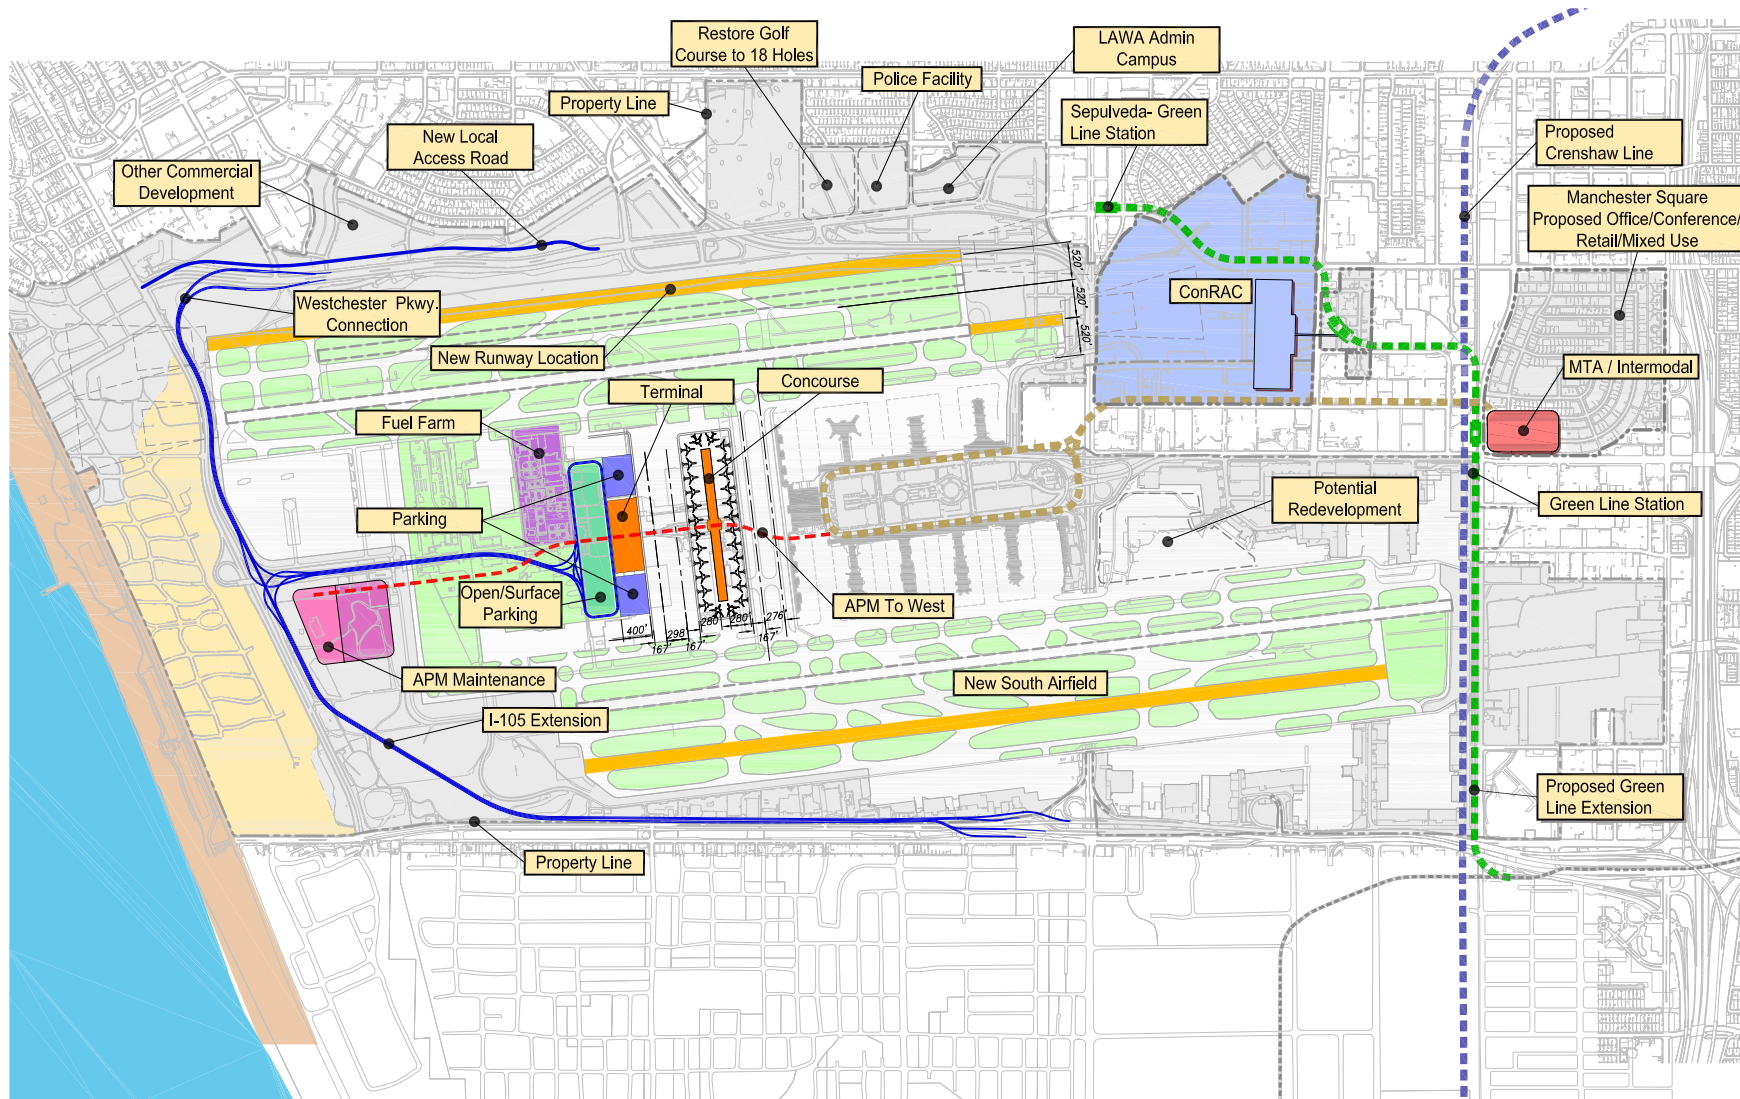 Restore Golf
Course to 18 Holes
LAWA Admin
Campus
Police Facility
Property Line
Sepulveda- Green
Line Station
New Local
Access Road
Proposed
Crenshaw Line
Other Commercial
Development
Manchester Square
Proposed Office/Conference/
Retail/Mixed Use
520'
520'
520'
ConRAC
Westchester Pkwy.
Connection
New Runway Location
MTA / Intermodal
Terminal
Concourse
Fuel Farm
Potential
Redevelopment
Green Line Station
Parking
Open/Surface
Parking
APM To West
400'
167'
298'
167'
280'
280'
167'
276'
APM Maintenance
New South Airfield
I-105 Extension
Proposed Green
Line Extension
Property Line